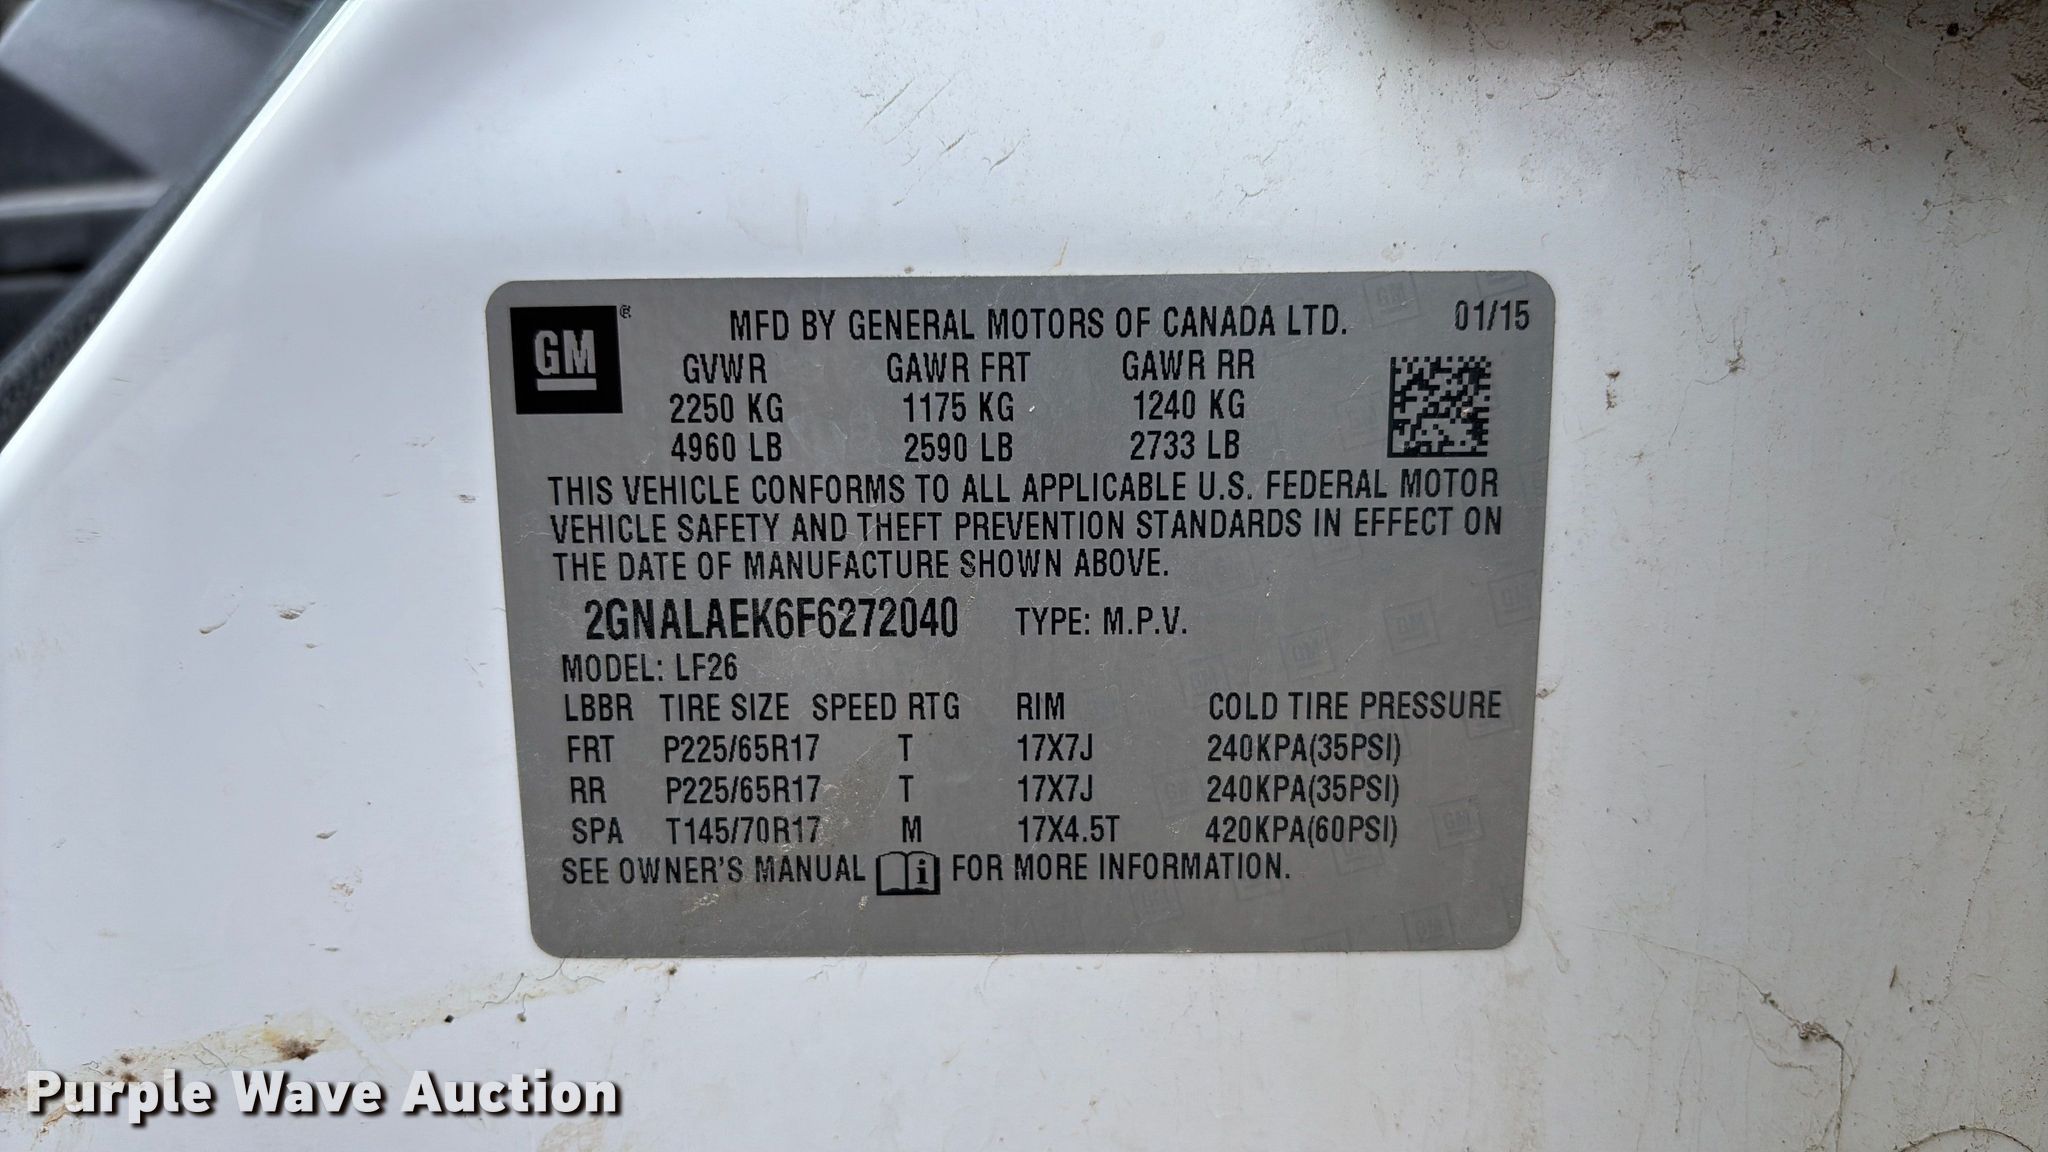 GM ®
MFD BY GENERAL MOTORS OF CANADA LTD. 01/15
GVWR GAWR FRT GAWR RR
2250 KG 1175 KG 1240 KG
4960 LB 2590 LB 2733 LB
THIS VEHICLE CONFORMS TO ALL APPLICABLE U.S. FEDERAL MOTOR
VEHICLE SAFETY AND THEFT PREVENTION STANDARDS IN EFFECT ON
THE DATE OF MANUFACTURE SHOWN ABOVE.
2GNALAEK6F6272040 TYPE: M.P.V.
MODEL: LF26
LBBR TIRE SIZE SPEED RTG RIM COLD TIRE PRESSURE
FRT P225/65R17 T 17X7J 240KPA(35PSI)
RR P225/65R17 T 17X7J 240KPA(35PSI)
SPA T145/70R17 M 17X4.5T 420KPA(60PSI)
SEE OWNER'S MANUAL i FOR MORE INFORMATION.
Purple Wave Auction